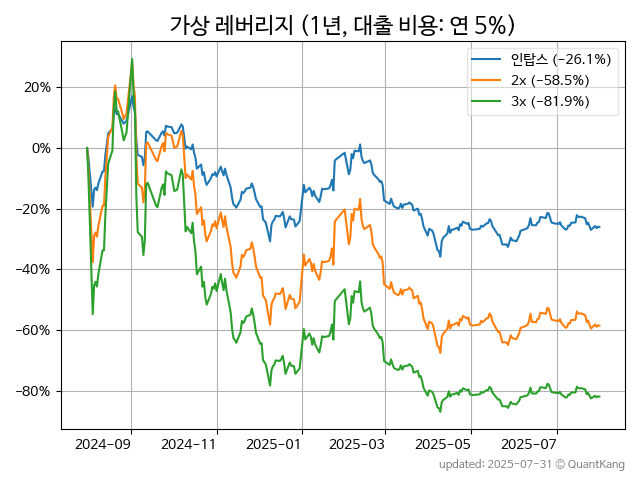 가상 레버리지 (1년, 대출 비용: 연 5%)
인탑스 (−26.1%)
2x (−58.5%)
3x (−81.9%)
20%
0%
−20%
−40%
−60%
−80%
2024-09
2024-11
2025-01
2025-03
2025-05
2025-07
updated: 2025-07-31 © QuantKang